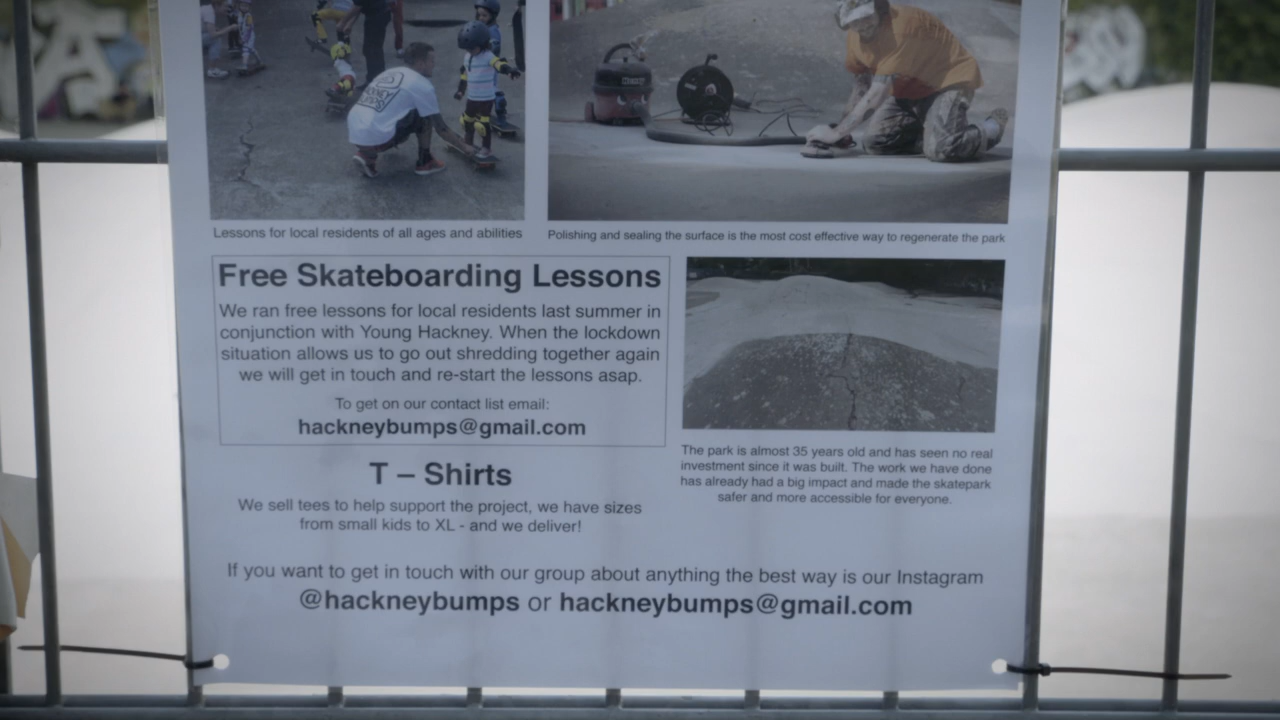 Lessons for local residents of all ages and abilities
Polishing and sealing the surface is the most cost effective way to regenerate the park
Free Skateboarding Lessons
We ran free lessons for local residents last summer in
conjunction with Young Hackney. When the lockdown
situation allows us to go out shredding together again
we will get in touch and re-start the lessons asap.
To get on our contact list email:
hackneybumps@gmail.com
The park is almost 35 years old and has seen no real
investment since it was built. The work we have done
has already had a big impact and made the skatepark
safer and more accessible for everyone.
T – Shirts
We sell tees to help support the project, we have sizes
from small kids to XL - and we deliver!
If you want to get in touch with our group about anything the best way is our Instagram
@hackneybumps or hackneybumps@gmail.com